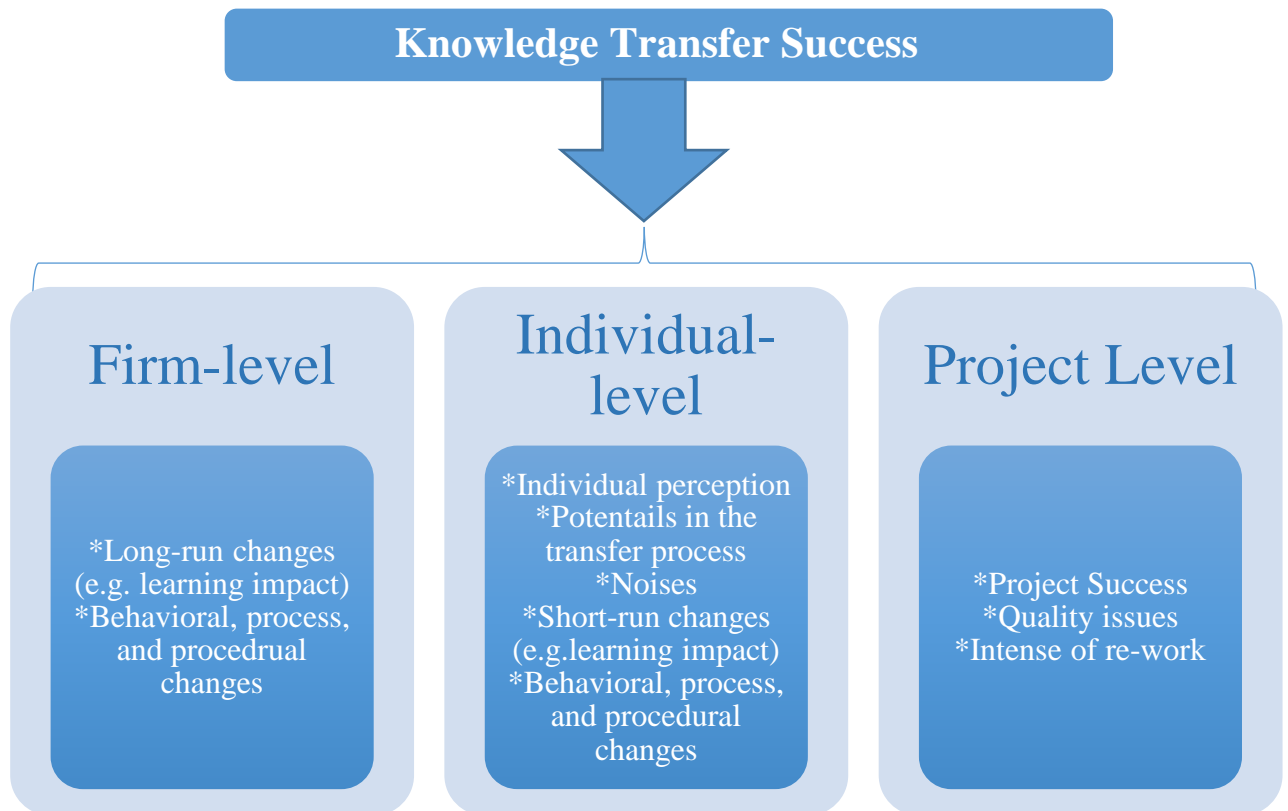 Knowledge Transfer Success
Firm-level
*Long-run changes
(e.g. learning impact)
*Behavioral, process,
and procedrual
changes
Individual-
level
*Individual perception
*Potentails in the
transfer process
*Noises
*Short-run changes
(e.g.learning impact)
*Behavioral, process,
and procedural
changes
Project Level
*Project Success
*Quality issues
*Intense of re-work